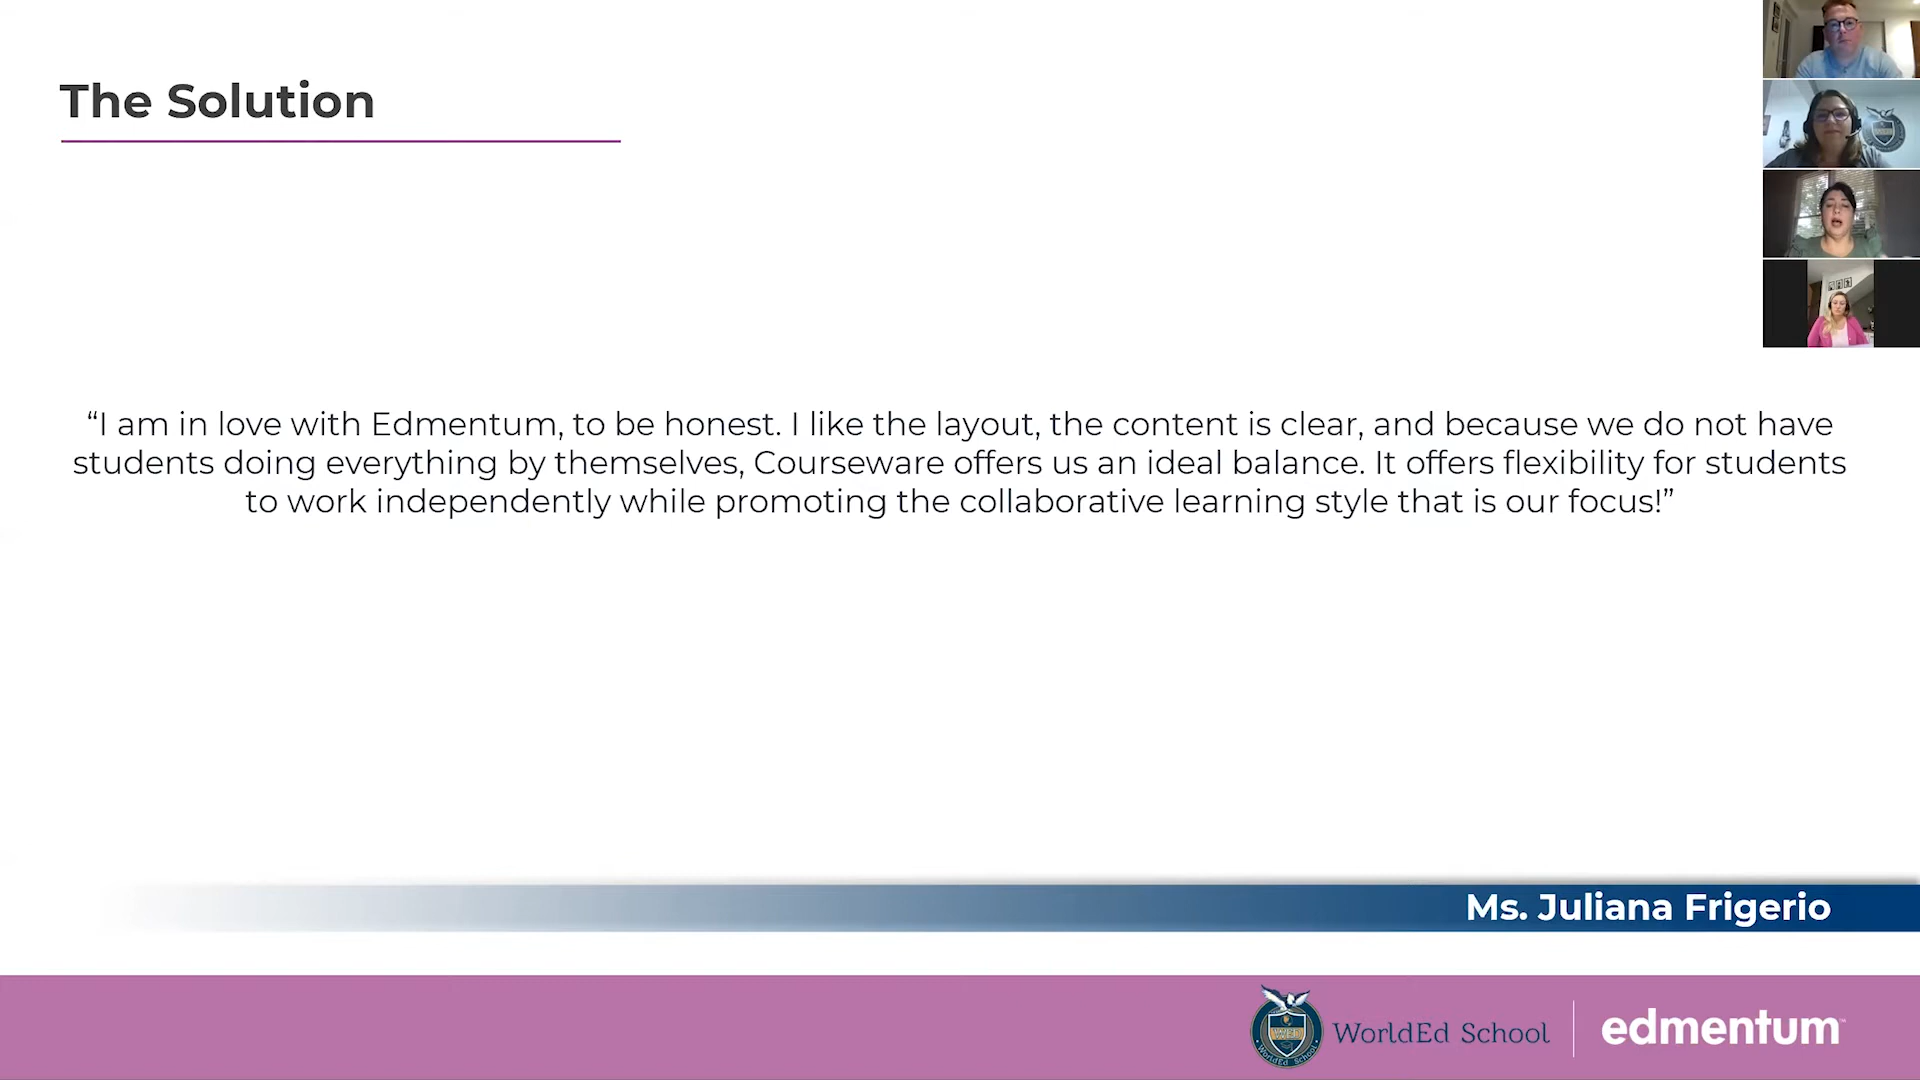 The Solution
“I am in love with Edmentum, to be honest. I like the layout, the content is clear, and because we do not have
students doing everything by themselves, Courseware offers us an ideal balance. It offers flexibility for students
to work independently while promoting the collaborative learning style that is our focus!”
Ms. Juliana Frigerio
WorldEd School
edmentum™